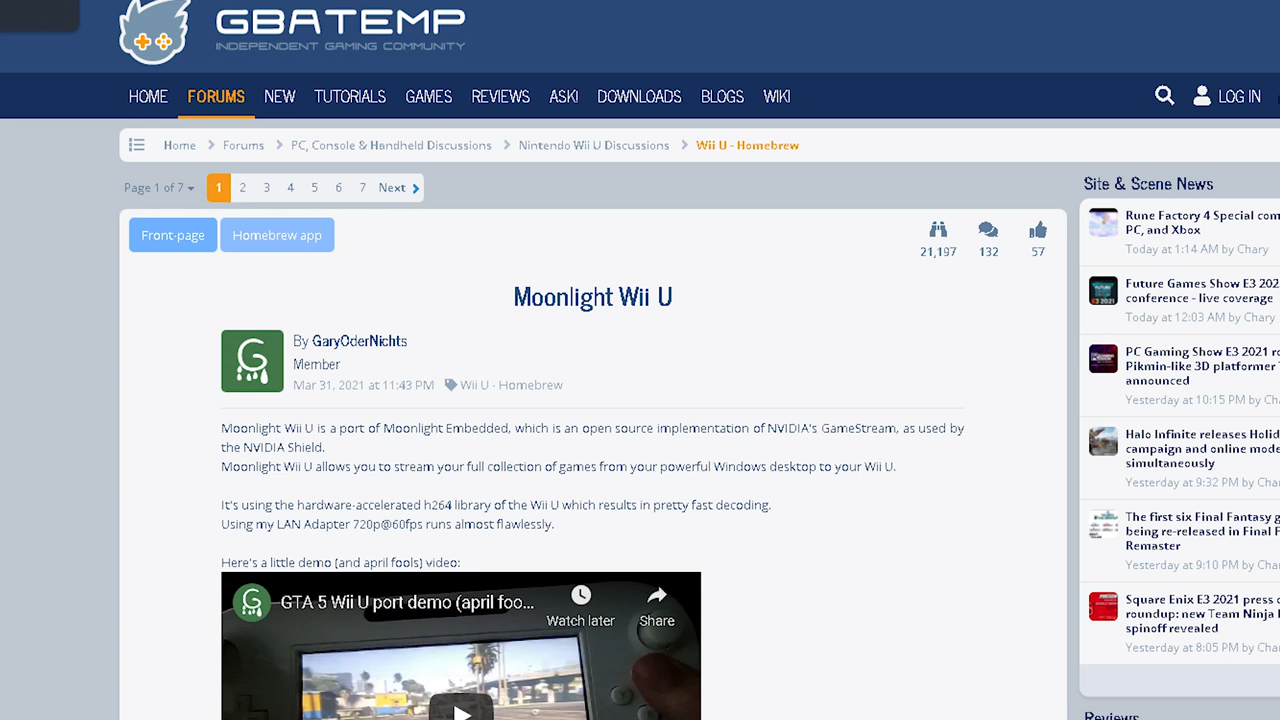 GBATEMP
INDEPENDENT GAMING COMMUNITY
HOME FORUMS NEW TUTORIALS GAMES REVIEWS ASK! DOWNLOADS BLOGS WIKI LOG IN
Home Forums PC, Console & Handheld Discussions Nintendo Wii U Discussions Wii U - Homebrew
Page 1 of 7 1 2 3 4 5 6 7 Next
Front-page Homebrew app
21,197 132 57
Moonlight Wii U
By GaryOderNichts
Member
Mar 31, 2021 at 11:43 PM Wii U - Homebrew
Moonlight Wii U is a port of Moonlight Embedded, which is an open source implementation of NVIDIA's GameStream, as used by
the NVIDIA Shield.
Moonlight Wii U allows you to stream your full collection of games from your powerful Windows desktop to your Wii U.
It's using the hardware-accelerated h264 library of the Wii U which results in pretty fast decoding.
Using my LAN Adapter 720p@60fps runs almost flawlessly.
Here's a little demo (and april fools) video:
GTA 5 Wii U port demo (april foo...
Watch later Share
Site & Scene News
Rune Factory 4 Special com
PC, and Xbox
Today at 1:14 AM by Chary
Future Games Show E3 202
conference - live coverage
Today at 12:03 AM by Chary
PC Gaming Show E3 2021 ro
Pikmin-like 3D platformer
announced
Yesterday at 10:15 PM by Cha
Halo Infinite releases Holid
campaign and online mode
simultaneously
Yesterday at 9:32 PM by Cha
The first six Final Fantasy g
being re-released in Final F
Remaster
Yesterday at 9:10 PM by Char
Square Enix E3 2021 press c
roundup: new Team Ninja
spinoff revealed
Yesterday at 8:05 PM by Char
Reviews